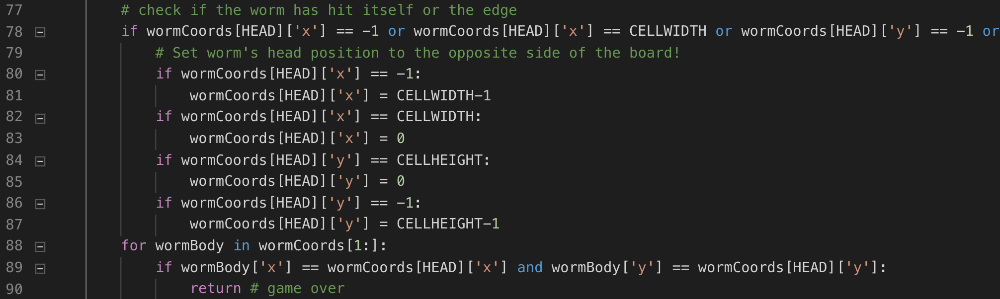 77 # check if the worm has hit itself or the edge
78 if wormCoords[HEAD]['x'] == -1 or wormCoords[HEAD]['x'] == CELLWIDTH or wormCoords[HEAD]['y'] == -1 or
79 # Set worm's head position to the opposite side of the board!
80 if wormCoords[HEAD]['x'] == -1:
81 wormCoords[HEAD]['x'] = CELLWIDTH-1
82 if wormCoords[HEAD]['x'] == CELLWIDTH:
83 wormCoords[HEAD]['x'] = 0
84 if wormCoords[HEAD]['y'] == CELLHEIGHT:
85 wormCoords[HEAD]['y'] = 0
86 if wormCoords[HEAD]['y'] == -1:
87 wormCoords[HEAD]['y'] = CELLHEIGHT-1
88 for wormBody in wormCoords[1:]:
89 if wormBody['x'] == wormCoords[HEAD]['x'] and wormBody['y'] == wormCoords[HEAD]['y']:
90 return # game over